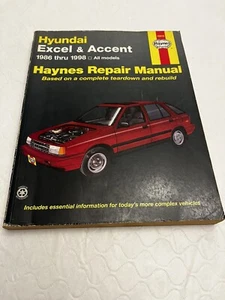 Hyundai
Excel & Accent
1986 thru 1998 ○ All models
Haynes
Haynes Repair Manual
Based on a complete teardown and rebuild
Includes essential information for today's more complex vehicles